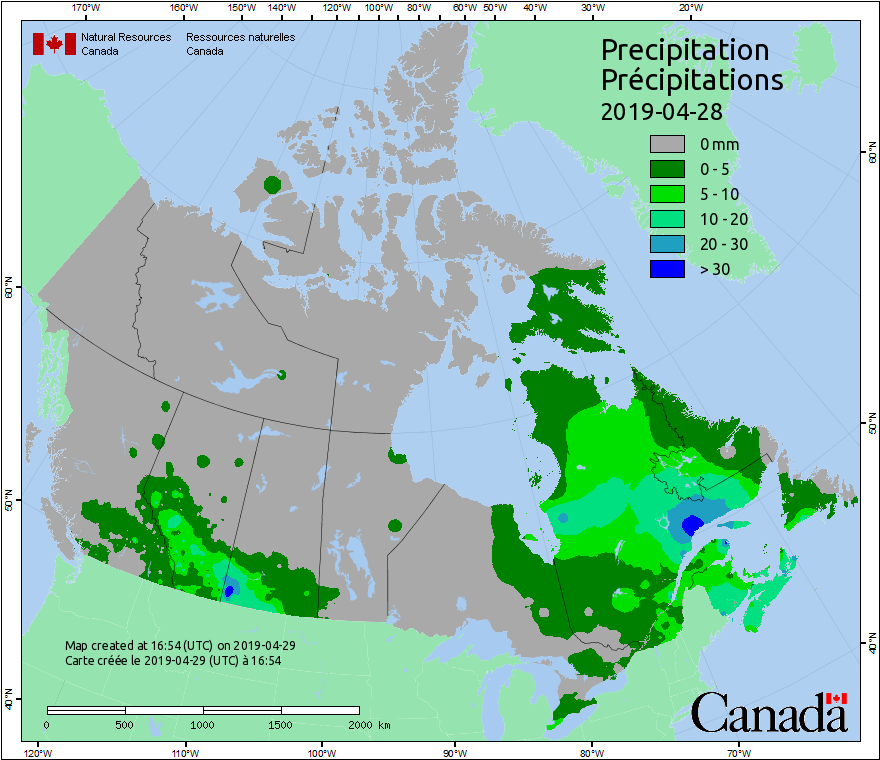 170°W 160°W 150°W 140°W 130°W 120°W 110°W 100°W 90°W 80°W 60°W 50°W 40°W 30°W 20°W
Natural Resources Ressources naturelles
Canada Canada
Precipitation
Précipitations
2019-04-28
0 mm
0 - 5
5 - 10
10 - 20
20 - 30
> 30
60°N
60°N
50°N
50°N
40°N
40°N
Map created at 16:54 (UTC) on 2019-04-29
Carte créée le 2019-04-29 (UTC) à 16:54
0 500 1000 1500 2000 km
Canada
120°W 110°W 100°W 90°W 80°W 70°W